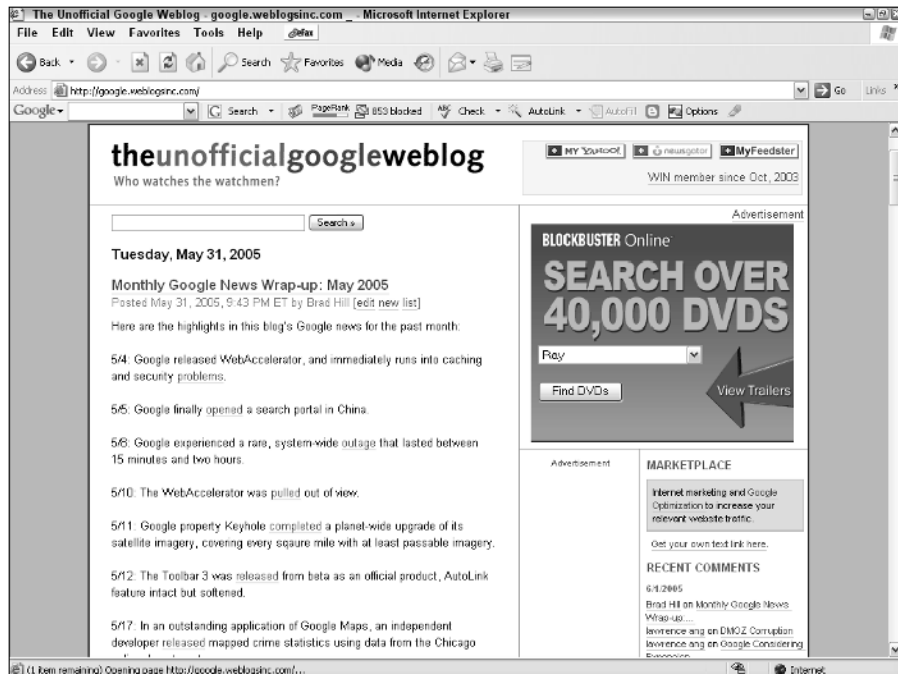 The Unofficial Google Weblog - google.weblogsinc.com _ - Microsoft Internet Explorer
File Edit View Favorites Tools Help eFax
Back Search Favorites Media
Address http://google.weblogsinc.com/ Go Links
Google Search PageRank 853 blocked Check AutoLink AutoFill Options
theunofficialgoogleweblog
Who watches the watchmen?
MY YAHOO! newsgator MyFeedster
WIN member since Oct, 2003
Search »
Tuesday, May 31, 2005
Monthly Google News Wrap-up: May 2005
Posted May 31, 2005, 9:43 PM ET by Brad Hill [edit new list]
Here are the highlights in this blog's Google news for the past month:
5/4: Google released WebAccelerator, and immediately runs into caching
and security problems.
5/5: Google finally opened a search portal in China.
5/8: Google experienced a rare, system-wide outage that lasted between
15 minutes and two hours.
5/10: The WebAccelerator was pulled out of view.
5/11: Google property Keyhole completed a planet-wide upgrade of its
satellite imagery, covering every sqaure mile with at least passable imagery.
5/12: The Toolbar 3 was released from beta as an official product, AutoLink
feature intact but softened.
5/17: In an outstanding application of Google Maps, an independent
developer released mapped crime statistics using data from the Chicago
Advertisement
BLOCKBUSTER Online
SEARCH OVER
40,000 DVDS
Ray
Find DVDs
View Trailers
Advertisement
MARKETPLACE
Internet marketing and Google
Optimization to increase your
relevant website traffic.
Get your own text link here.
RECENT COMMENTS
6/1/2005
Brad Hill on Monthly Google News
Wrap-up:...
lawrence ang on DMOZ Corruption
lawrence ang on Google Considering
Expansion
(1 item remaining) Opening page http://google.weblogsinc.com/...
Internet